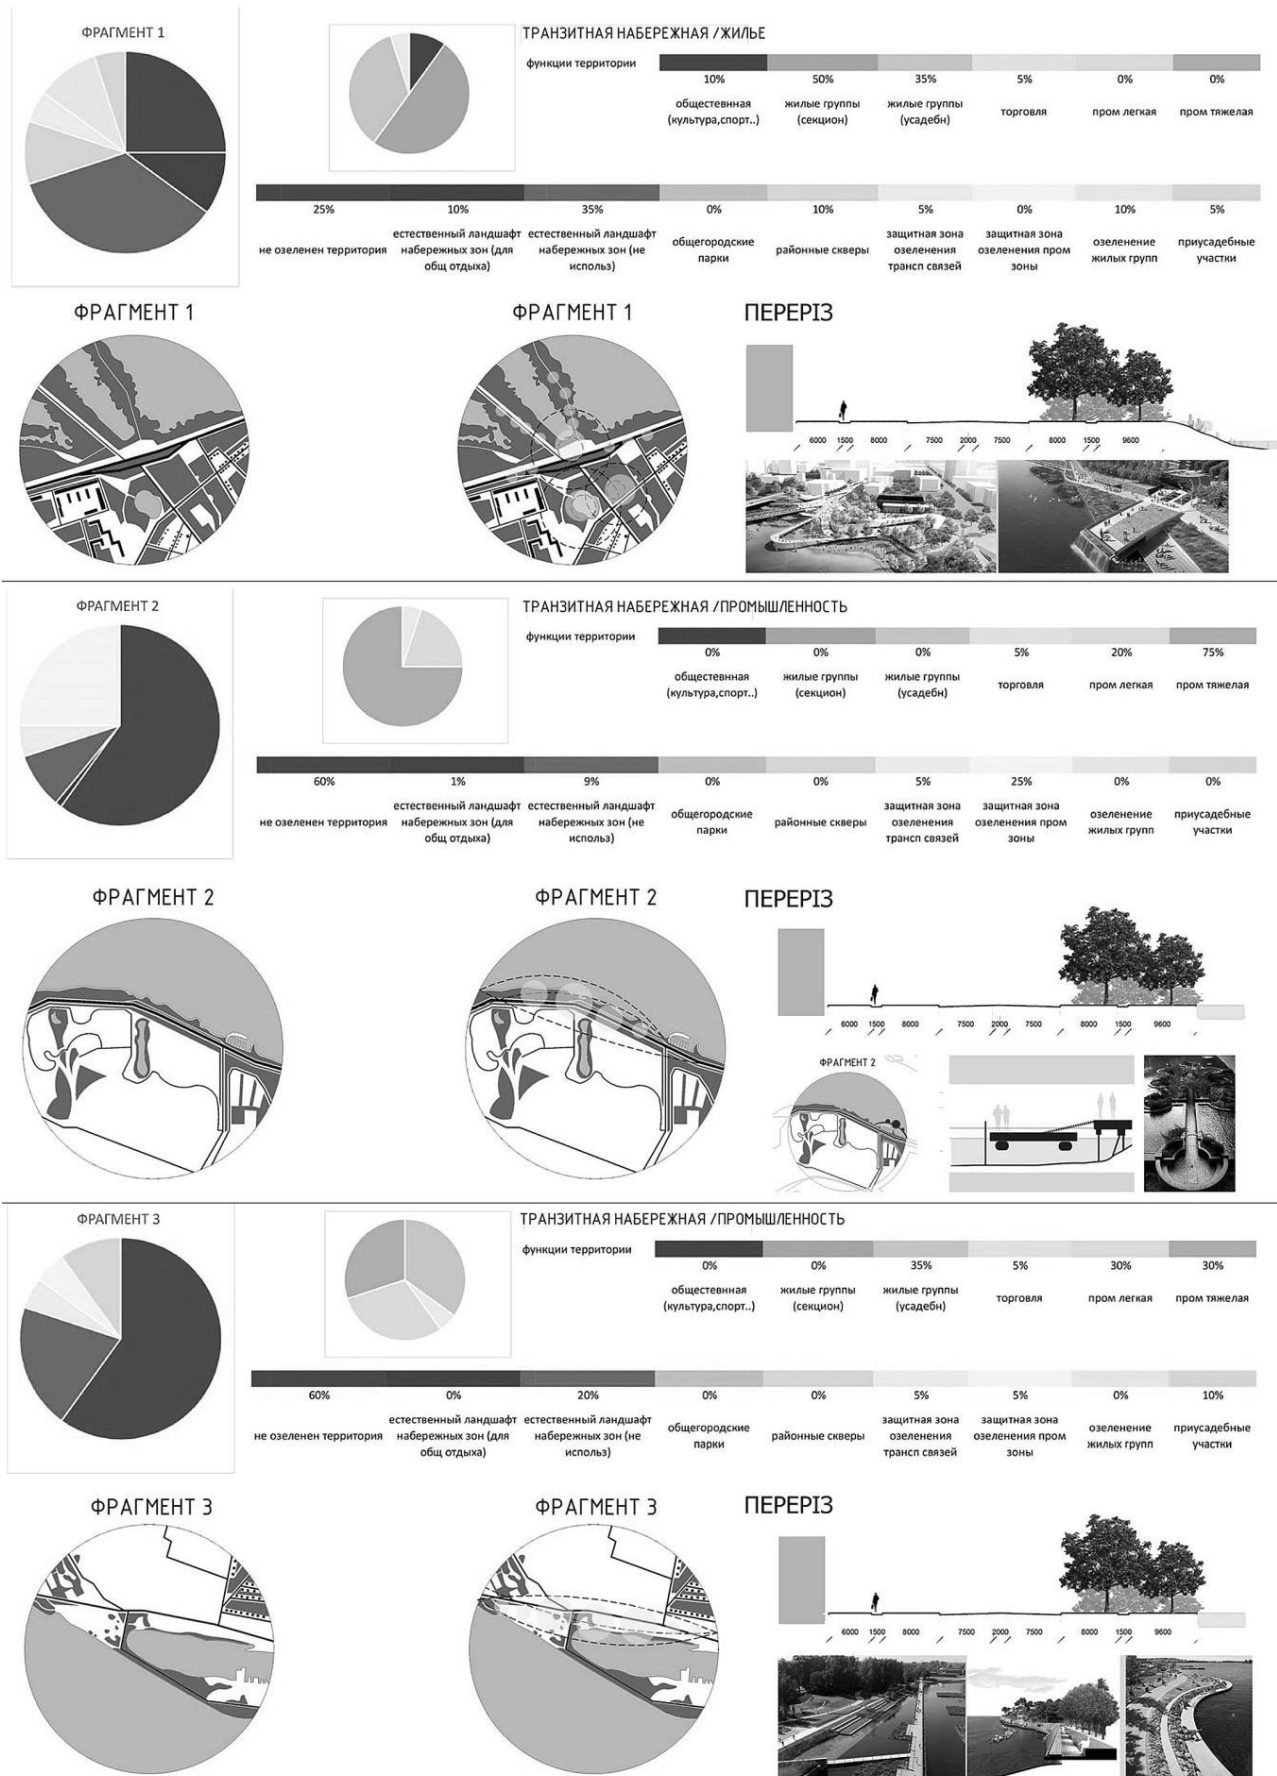 ФРАГМЕНТ 1
ТРАНЗИТНАЯ НАБЕРЕЖНАЯ /ЖИЛЬЕ
функции территории
10% 50% 35% 5% 0% 0%
общестевнная жилые группы жилые группы торговля пром легкая пром тяжелая
(культура,спорт..) (секцион) (усадебн)
25% 10% 35% 0% 10% 5% 0% 10% 5%
не озеленен территория
естественный ландшафт
набережных зон (для
общ отдыха)
естественный ландшафт
набережных зон (не
использ)
общегородские
парки
районные скверы
защитная зона
озеленения
трансп связей
защитная зона
озеленения пром
зоны
озеленение
жилых групп
приусадебные
участки
ФРАГМЕНТ 1
ФРАГМЕНТ 1
ПЕРЕРІЗ
6000 1500 8000 7500 2000 7500 8000 1500 9600
ФРАГМЕНТ 2
ТРАНЗИТНАЯ НАБЕРЕЖНАЯ /ПРОМЫШЛЕННОСТЬ
функции территории
0% 0% 0% 5% 20% 75%
общестевнная жилые группы жилые группы торговля пром легкая пром тяжелая
(культура,спорт..) (секцион) (усадебн)
60% 1% 9% 0% 0% 5% 25% 0% 0%
не озеленен территория
естественный ландшафт
набережных зон (для
общ отдыха)
естественный ландшафт
набережных зон (не
использ)
общегородские
парки
районные скверы
защитная зона
озеленения
трансп связей
защитная зона
озеленения пром
зоны
озеленение
жилых групп
приусадебные
участки
ФРАГМЕНТ 2
ФРАГМЕНТ 2
ПЕРЕРІЗ
6000 1500 8000 7500 2000 7500 8000 1500 9600
ФРАГМЕНТ 2
ФРАГМЕНТ 3
ТРАНЗИТНАЯ НАБЕРЕЖНАЯ /ПРОМЫШЛЕННОСТЬ
функции территории
0% 0% 35% 5% 30% 30%
общестевнная жилые группы жилые группы торговля пром легкая пром тяжелая
(культура,спорт..) (секцион) (усадебн)
60% 0% 20% 0% 0% 5% 5% 0% 10%
не озеленен территория
естественный ландшафт
набережных зон (для
общ отдыха)
естественный ландшафт
набережных зон (не
использ)
общегородские
парки
районные скверы
защитная зона
озеленения
трансп связей
защитная зона
озеленения пром
зоны
озеленение
жилых групп
приусадебные
участки
ФРАГМЕНТ 3
ФРАГМЕНТ 3
ПЕРЕРІЗ
6000 1500 8000 7500 2000 7500 8000 1500 9600